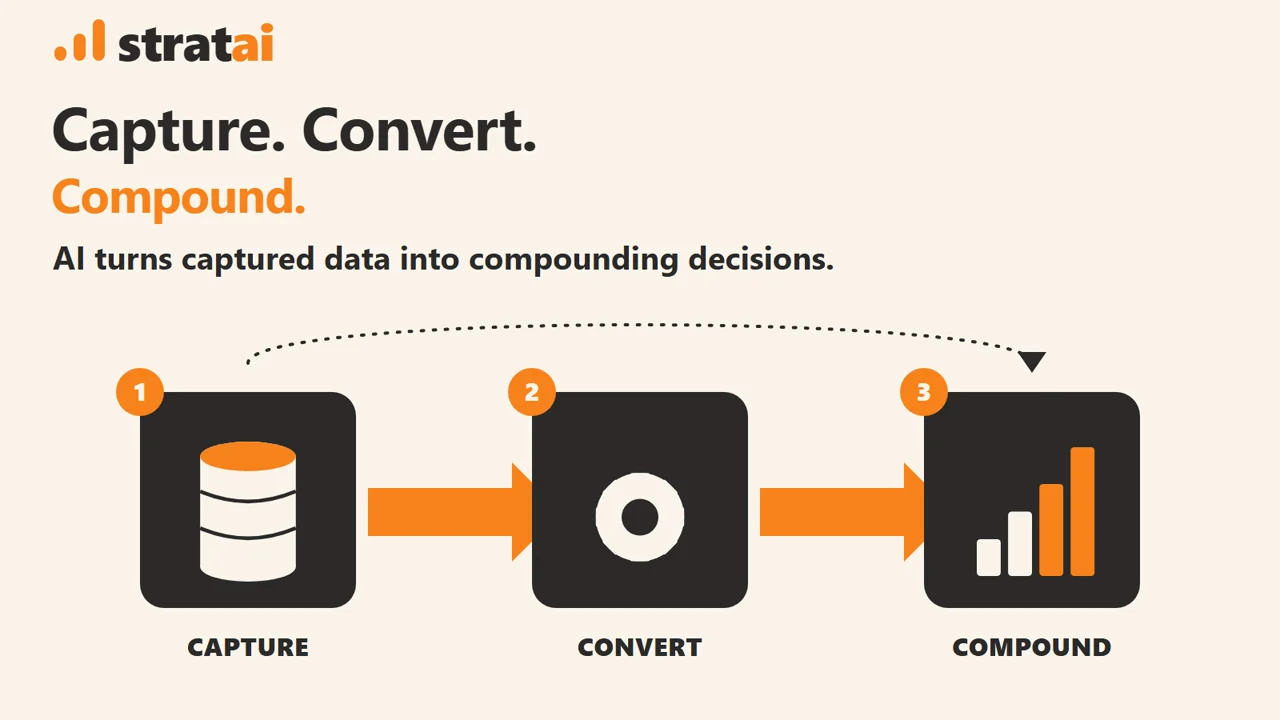 stratai
Capture. Convert.
Compound.
AI turns captured data into compounding decisions.
1
2
3
CAPTURE
CONVERT
COMPOUND